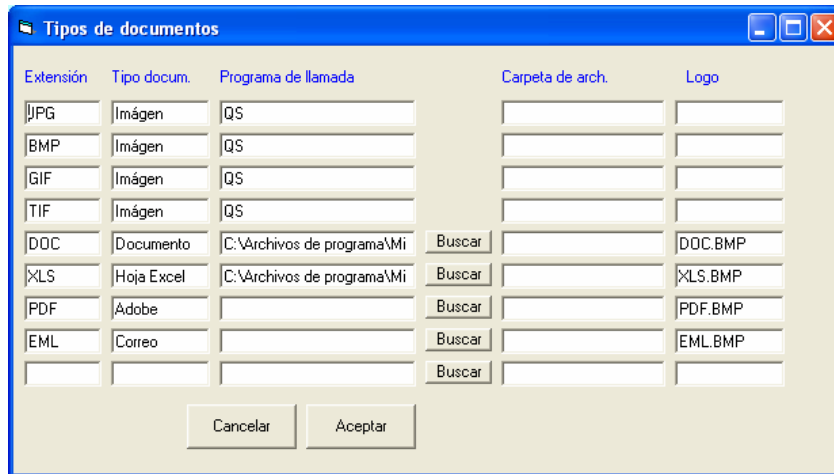 Tipos de documentos
Extensión Tipo docum. Programa de llamada Carpeta de arch. Logo
JPG Imágen QS
BMP Imágen QS
GIF Imágen QS
TIF Imágen QS
DOC Documento C:\Archivos de programa\Mi Buscar DOC.BMP
XLS Hoja Excel C:\Archivos de programa\Mi Buscar XLS.BMP
PDF Adobe Buscar PDF.BMP
EML Correo Buscar EML.BMP
Buscar
Cancelar Aceptar